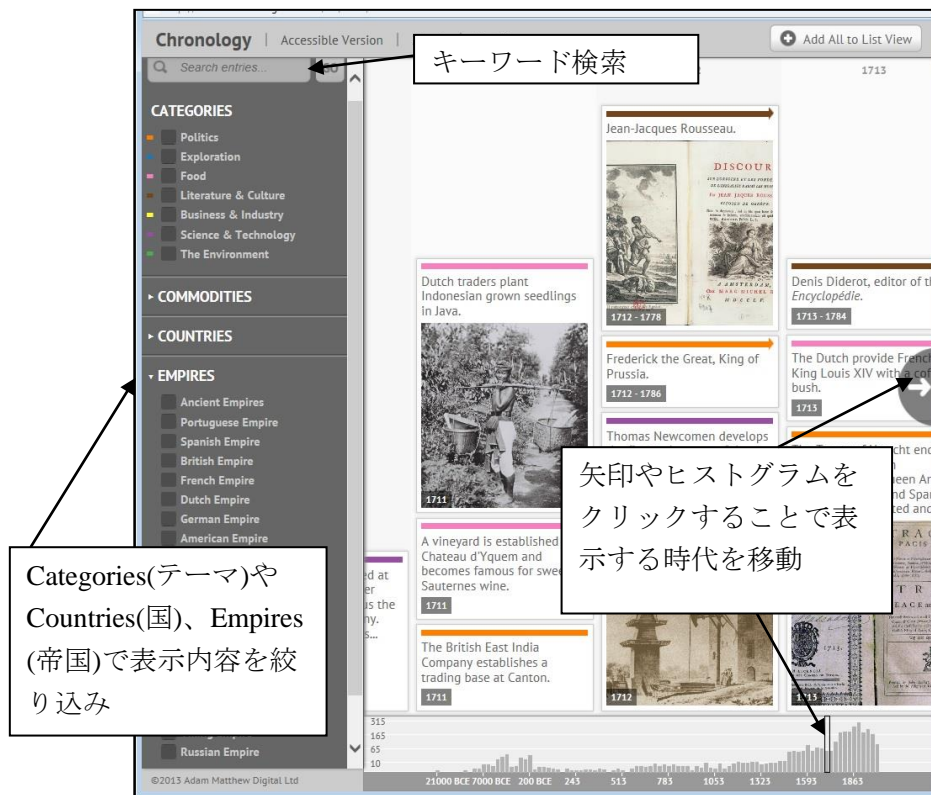 Chronology | Accessible Version |
Add All to List View
Search entries...
キーワード検索
1713
CATEGORIES
Politics
Exploration
Food
Literature & Culture
Business & Industry
Science & Technology
The Environment
COMMODITIES
COUNTRIES
EMPIRES
Ancient Empires
Portuguese Empire
Spanish Empire
British Empire
French Empire
Dutch Empire
German Empire
American Empire
Russian Empire
Categories(テーマ)や
Countries(国)、Empires
(帝国)で表示内容を絞
り込み
Dutch traders plant
Indonesian grown seedlings
in Java.
1711
A vineyard is established
Chateau d'Yquem and
becomes famous for
Sauternes wine.
1711
The British East India
Company establishes a
trading base at Canton.
1711
Jean-Jacques Rousseau.
DISCOUR
1712 - 1778
Frederick the Great, King of
Prussia.
1712 - 1786
Thomas Newcomen develops
1712
Denis Diderot, editor of
Encyclopédie.
1713 - 1784
The Dutch provide
King Louis XIV with a
bush.
1713
1713
矢印やヒストグラムを
クリックすることで表
示する時代を移動
315
165
65
10
21000 BCE 7000 BCE 200 BCE 243 513 783 1053 1323 1593 1863
©2013 Adam Matthew Digital Ltd